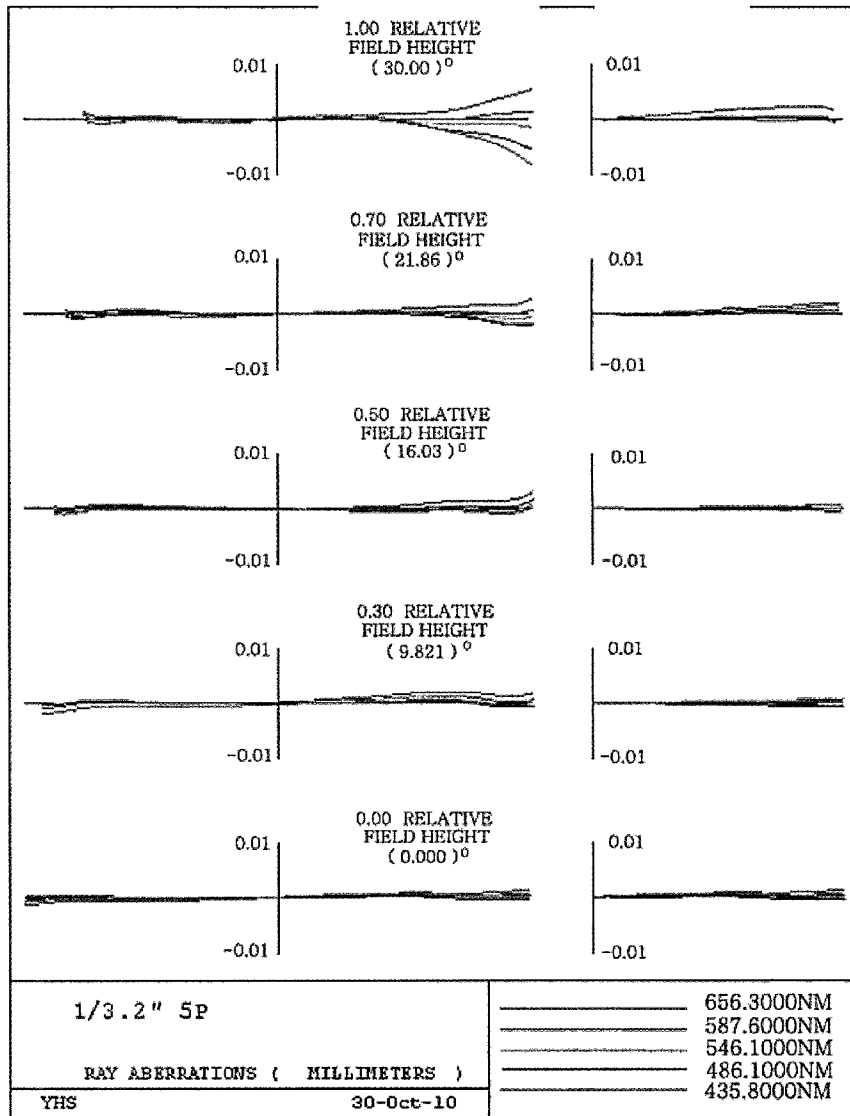 1.00 RELATIVE
FIELD HEIGHT
( 30.00 )⁰
0.01
0.01
-0.01
-0.01
0.70 RELATIVE
FIELD HEIGHT
( 21.86 )⁰
0.01
0.01
-0.01
-0.01
0.50 RELATIVE
FIELD HEIGHT
( 16.03 )⁰
0.01
0.01
-0.01
-0.01
0.30 RELATIVE
FIELD HEIGHT
( 9.821 )⁰
0.01
0.01
-0.01
-0.01
0.00 RELATIVE
FIELD HEIGHT
( 0.000 )⁰
0.01
0.01
-0.01
-0.01
1/3.2" 5P
RAY ABERRATIONS ( MILLIMETERS )
YHS 30-Oct-10
656.3000NM
587.6000NM
546.1000NM
486.1000NM
435.8000NM